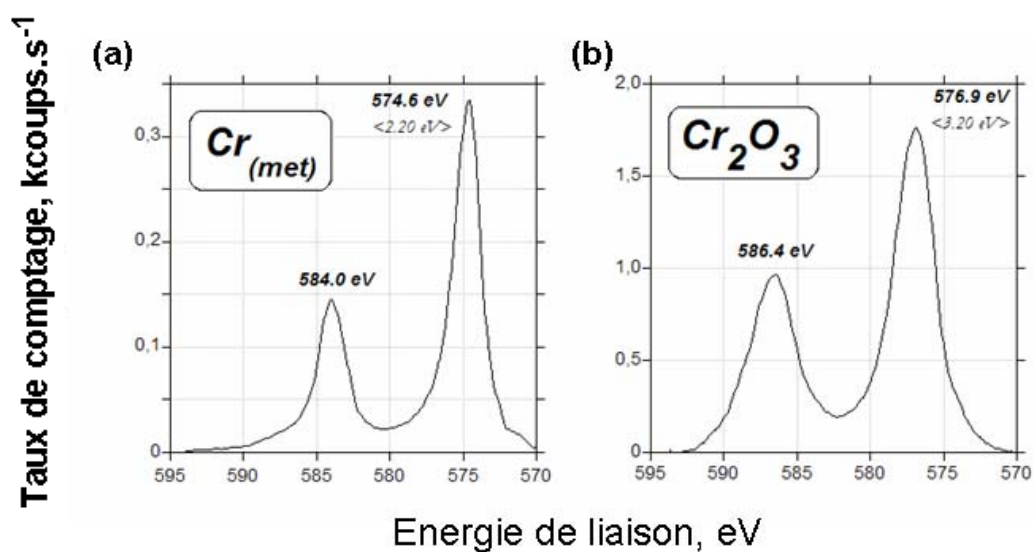 Taux de comptage, kcoups.s-1
(a)
Cr(met)
574.6 eV
<2.20 eV>
584.0 eV
0,3
0,2
0,1
0
595 590 585 580 575 570
(b)
Cr2O3
576.9 eV
<3.20 eV>
586.4 eV
2,0
1,5
1,0
0,5
0
595 590 585 580 575 570
Energie de liaison, eV